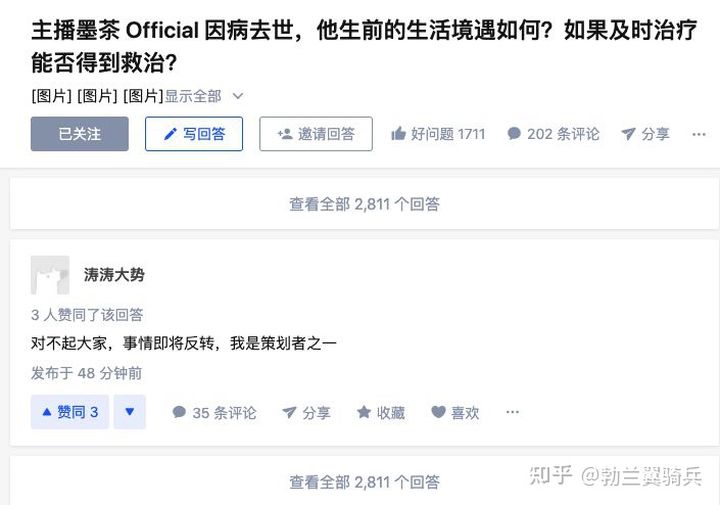 主播墨茶 Official 因病去世，他生前的生活境遇如何？如果及时治疗
能否得到救治？
[图片] [图片] [图片]显示全部
已关注 写回答 邀请回答 好问题 1711 202 条评论 分享 ···
查看全部 2,811 个回答
涛涛大势
3 人赞同了该回答
对不起大家，事情即将反转，我是策划者之一
发布于 48 分钟前
赞同 3 35 条评论 分享 收藏 喜欢 ···
查看全部 2,811 个回答
知乎 @勃兰翼骑兵